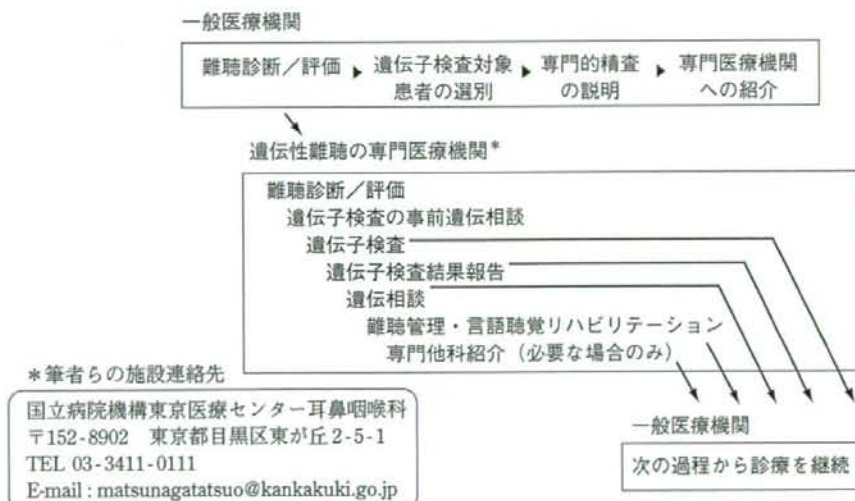 一般医療機関
難聴診断／評価 ▶ 遺伝子検査対象 ▶ 専門的精査 ▶ 専門医療機関
患者の選別 の説明 への紹介
遺伝性難聴の専門医療機関*
難聴診断／評価
遺伝子検査の事前遺伝相談
遺伝子検査
遺伝子検査結果報告
遺伝相談
難聴管理・言語聴覚リハビリテーション
専門他科紹介（必要な場合のみ）
*筆者らの施設連絡先
国立病院機構東京医療センター耳鼻咽喉科
〒152-8902 東京都目黒区東が丘2-5-1
TEL 03-3411-0111
E-mail : matsunagatatsuo@kankakuki.go.jp
一般医療機関
次の過程から診療を継続